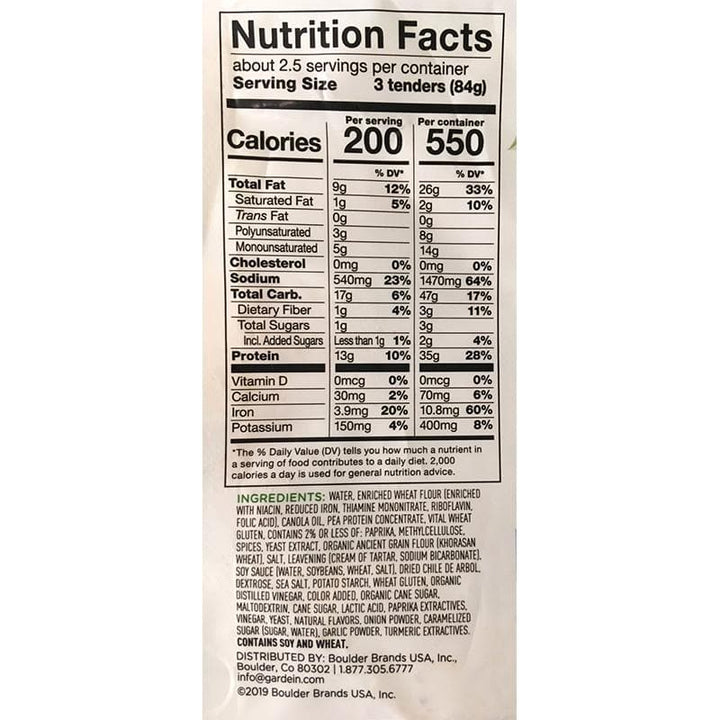 Nutrition Facts
about 2.5 servings per container
Serving Size 3 tenders (84g)
Per serving Per container
Calories 200 550
% DV* % DV*
Total Fat 9g 12% 26g 33%
Saturated Fat 1g 5% 2g 10%
Trans Fat 0g 0g
Polyunsaturated 3g 8g
Monounsaturated 5g 14g
Cholesterol 0mg 0% 0mg 0%
Sodium 540mg 23% 1470mg 64%
Total Carb. 17g 6% 47g 17%
Dietary Fiber 1g 4% 3g 11%
Total Sugars 1g 3g
Incl. Added Sugars Less than 1g 1% 2g 4%
Protein 13g 10% 35g 28%
Vitamin D 0mcg 0% 0mcg 0%
Calcium 30mg 2% 70mg 6%
Iron 3.9mg 20% 10.8mg 60%
Potassium 150mg 4% 400mg 8%
*The % Daily Value (DV) tells you how much a nutrient in
a serving of food contributes to a daily diet. 2,000
calories a day is used for general nutrition advice.
INGREDIENTS: WATER, ENRICHED WHEAT FLOUR (ENRICHED
WITH NIACIN, REDUCED IRON, THIAMINE MONONITRATE, RIBOFLAVIN,
FOLIC ACID), CANOLA OIL, PEA PROTEIN CONCENTRATE, VITAL WHEAT
GLUTEN, CONTAINS 2% OR LESS OF: PAPRIKA, METHYLCELLULOSE,
SPICES, YEAST EXTRACT, ORGANIC ANCIENT GRAIN FLOUR (KHORASAN
WHEAT), SALT, LEAVENING (CREAM OF TARTAR, SODIUM BICARBONATE),
SOY SAUCE (WATER, SOYBEANS, WHEAT, SALT), DRIED CHILE DE ARBOL,
DEXTROSE, SEA SALT, POTATO STARCH, WHEAT GLUTEN, ORGANIC
DISTILLED VINEGAR, COLOR ADDED, ORGANIC CANE SUGAR,
MALTODEXTRIN, CANE SUGAR, LACTIC ACID, PAPRIKA EXTRACTIVES,
VINEGAR, YEAST, NATURAL FLAVORS, ONION POWDER, CARAMELIZED
SUGAR (SUGAR, WATER), GARLIC POWDER, TURMERIC EXTRACTIVES.
CONTAINS SOY AND WHEAT.
DISTRIBUTED BY: Boulder Brands USA, Inc.,
Boulder, Co 80302 | 1.877.305.6777
info@gardein.com
©2019 Boulder Brands USA, Inc.